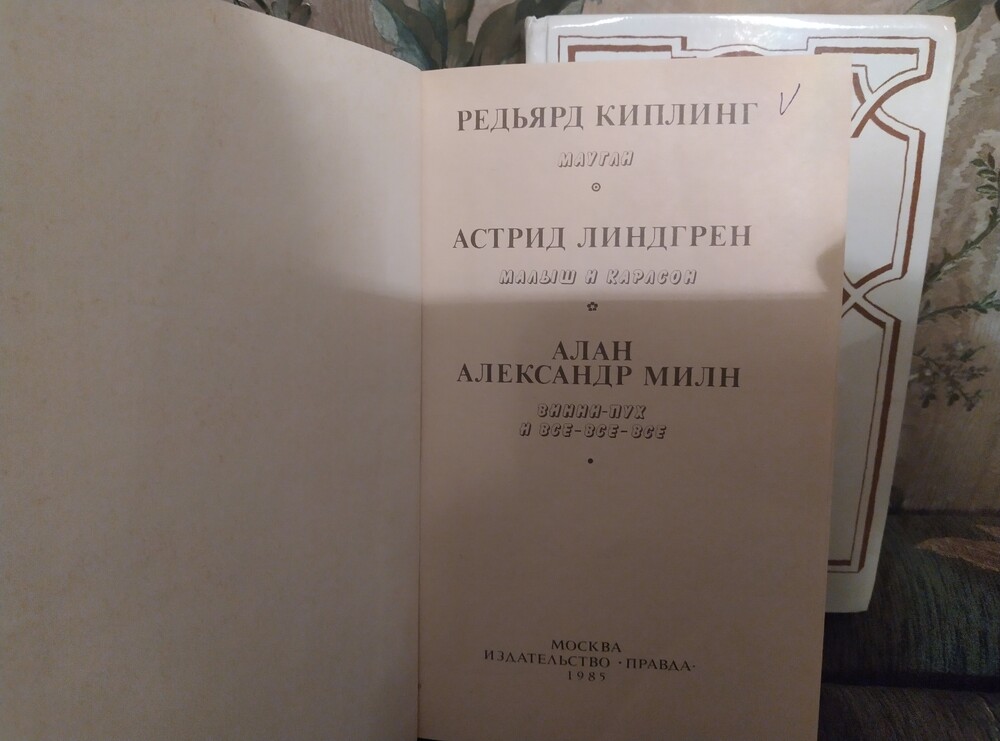 РЕДЬЯРД КИПЛИНГ
МАУГЛИ
АСТРИД ЛИНДГРЕН
МАЛЫШ И КАРЛСОН
АЛАН
АЛЕКСАНДР МИЛН
ВИННИ-ПУХ
И ВСЕ-ВСЕ-ВСЕ
МОСКВА
ИЗДАТЕЛЬСТВО «ПРАВДА»
1985